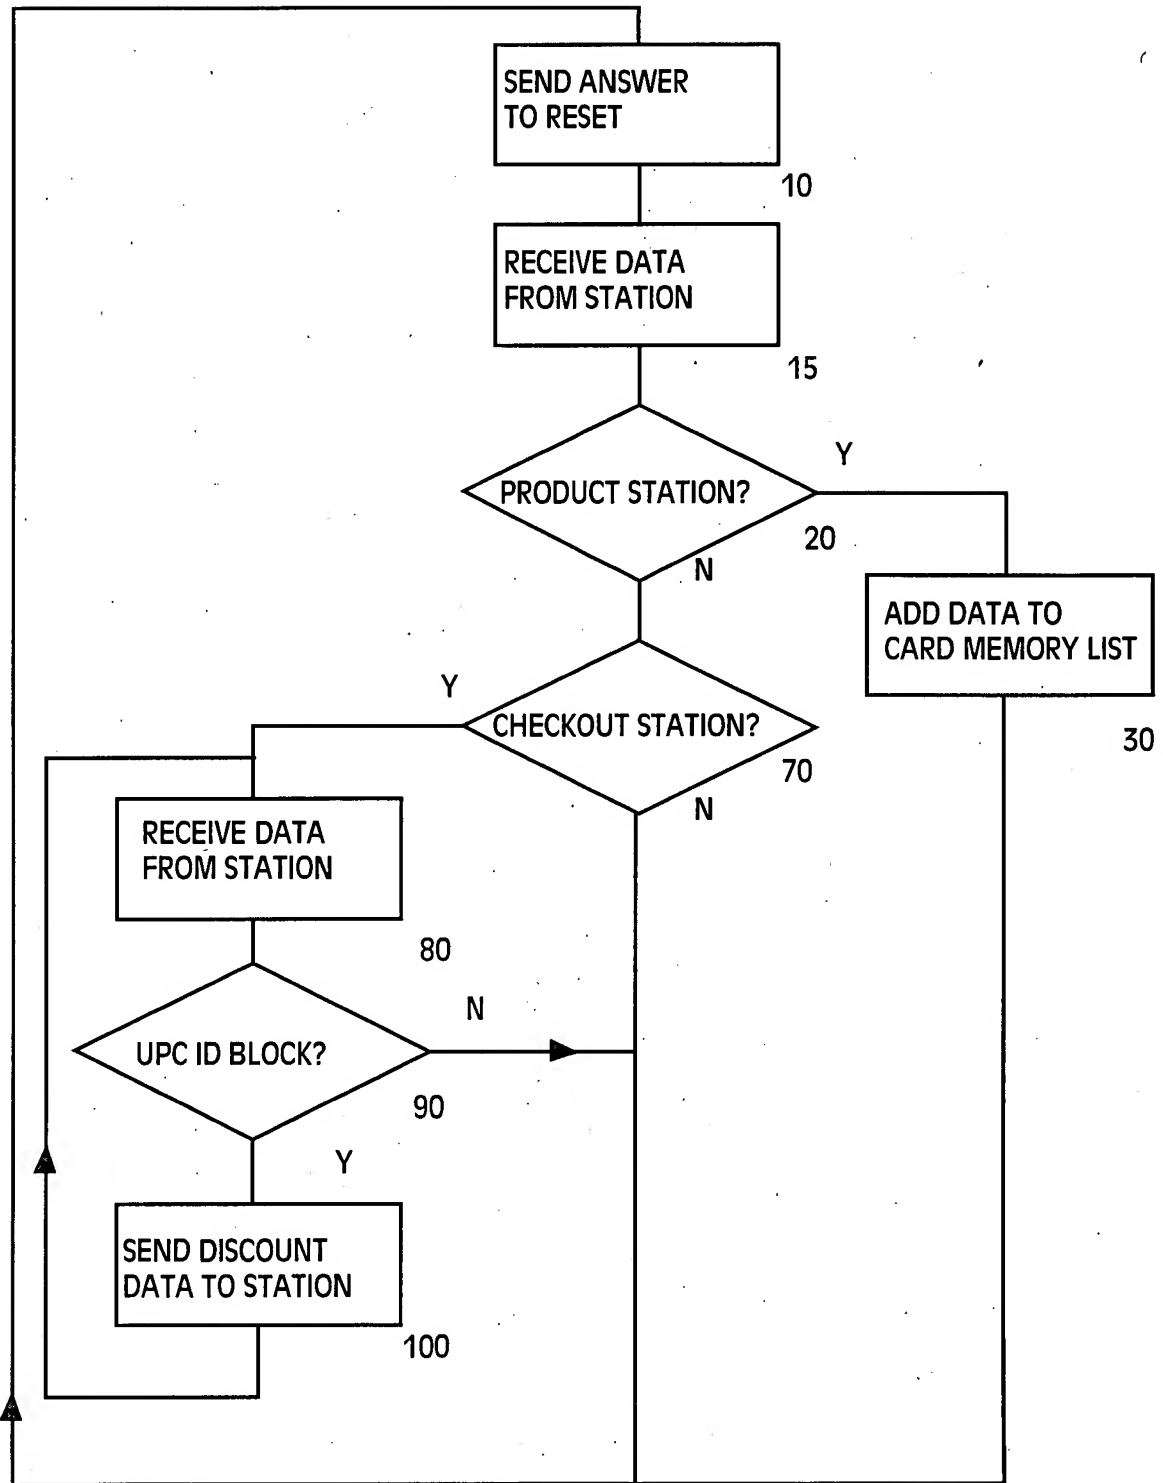 SEND ANSWER
TO RESET
10
RECEIVE DATA
FROM STATION
15
Y
PRODUCT STATION?
20
N
ADD DATA TO
CARD MEMORY LIST
30
Y
CHECKOUT STATION?
70
N
RECEIVE DATA
FROM STATION
80
N
UPC ID BLOCK?
90
Y
SEND DISCOUNT
DATA TO STATION
100